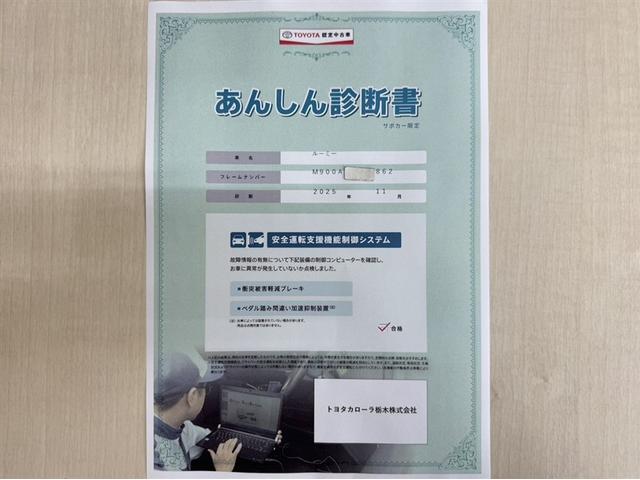 TOYOTA 認定中古車
あんしん診断書
サポカー限定
車名 ルーミー
フレームナンバー M900A 862
診断 2025 年 11 月
安全運転支援機能制御システム
故障情報の有無について下記装備の制御コンピューターを確認し、
お車に異常が発生していないか点検しました。
●衝突被害軽減ブレーキ
●ペダル踏み間違い加速抑制装置(注)
合格
トヨタカローラ栃木株式会社